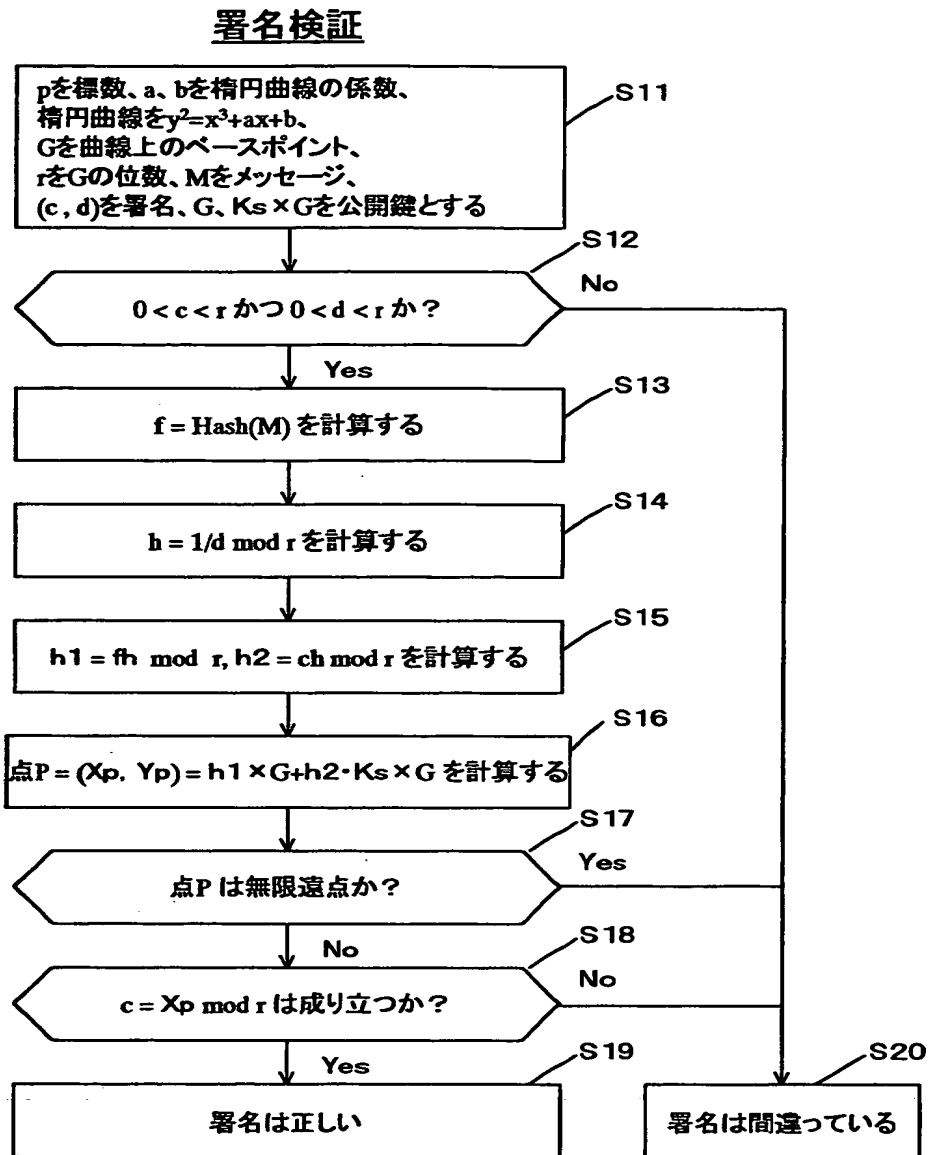 署名検証
pを標数、a、bを楕円曲線の係数、
楕円曲線をy²=x³+ax+b、
Gを曲線上のベースポイント、
rをGの位数、Mをメッセージ、
(c , d)を署名、G、Ks×Gを公開鍵とする
S11
S12
0 < c < r かつ 0 < d < r か？
No
Yes
S13
f = Hash(M) を計算する
S14
h = 1/d mod r を計算する
S15
h1 = fh mod r, h2 = ch mod r を計算する
S16
点P = (Xp, Yp) = h1×G+h2·Ks×G を計算する
S17
点P は無限遠点か？
Yes
No
S18
c = Xp mod r は成り立つか？
No
Yes
S19
署名は正しい
S20
署名は間違っている